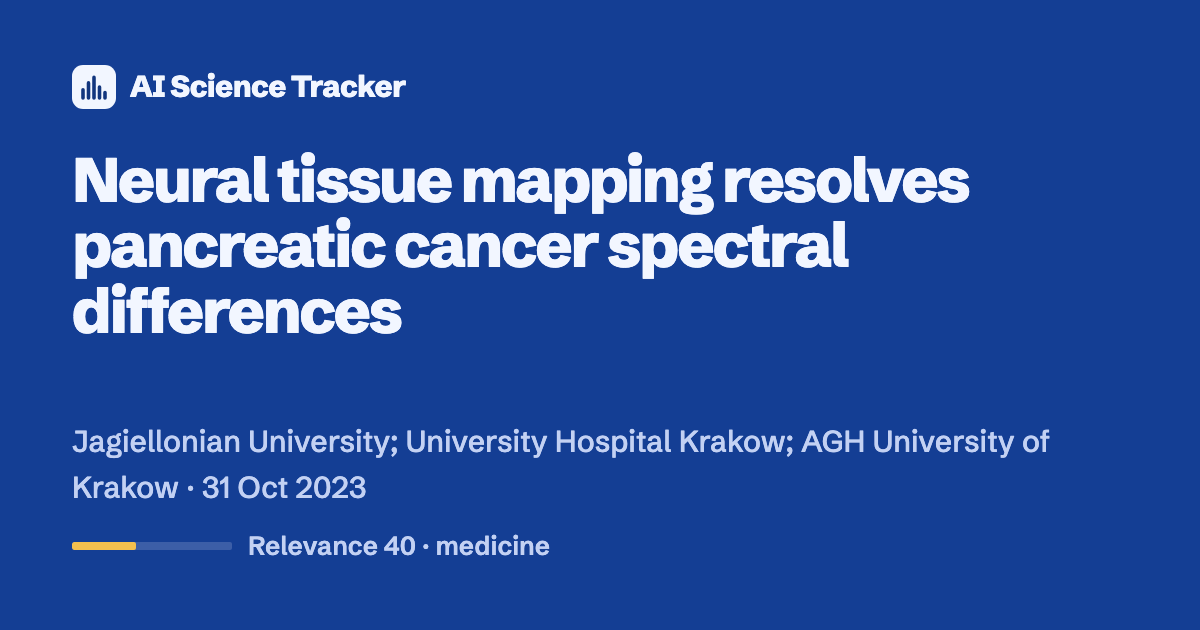 AI Science Tracker
Neural tissue mapping resolves
pancreatic cancer spectral
differences
Jagiellonian University; University Hospital Krakow; AGH University of
Krakow · 31 Oct 2023
Relevance 40 · medicine